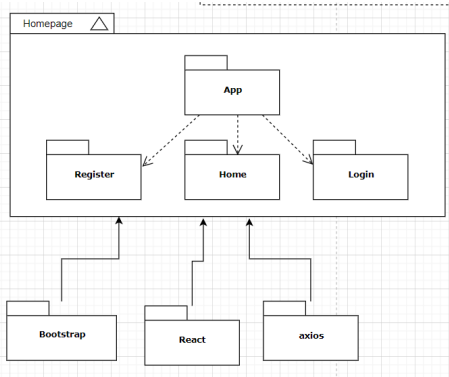 Homepage
App
Register
Home
Login
Bootstrap
React
axios